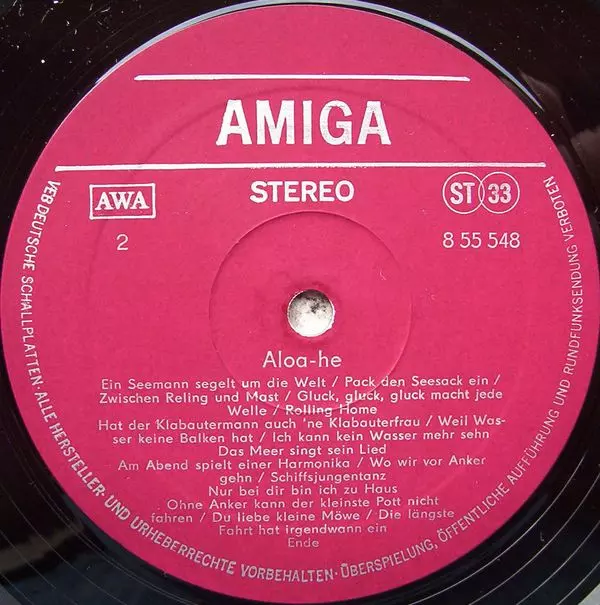 AMIGA
AWA
STEREO
ST 33
2
8 55 548
Aloa-he
Ein Seemann segelt um die Welt / Pack den Seesack ein /
Zwischen Reling und Mast / Gluck, gluck, gluck macht jede
Welle / Rolling Home
Hat der Klabautermann auch 'ne Klabauterfrau / Weil Was-
ser keine Balken hat / Ich kann kein Wasser mehr sehn
Das Meer singt sein Lied
Am Abend spielt einer Harmonika / Wo wir vor Anker
gehn / Schiffsjungentanz
Nur bei dir bin ich zu Haus
Ohne Anker kann der kleinste Pott nicht
fahren / Du liebe kleine Möwe / Die längste
Fahrt hat irgendwann ein
Ende
VEB DEUTSCHE SCHALLPLATTEN · ALLE HERSTELLER- UND URHEBERRECHTE VORBEHALTEN · ÜBERSPIELUNG, ÖFFENTLICHE AUFFÜHRUNG UND RUNDFUNKSENDUNG VERBOTEN